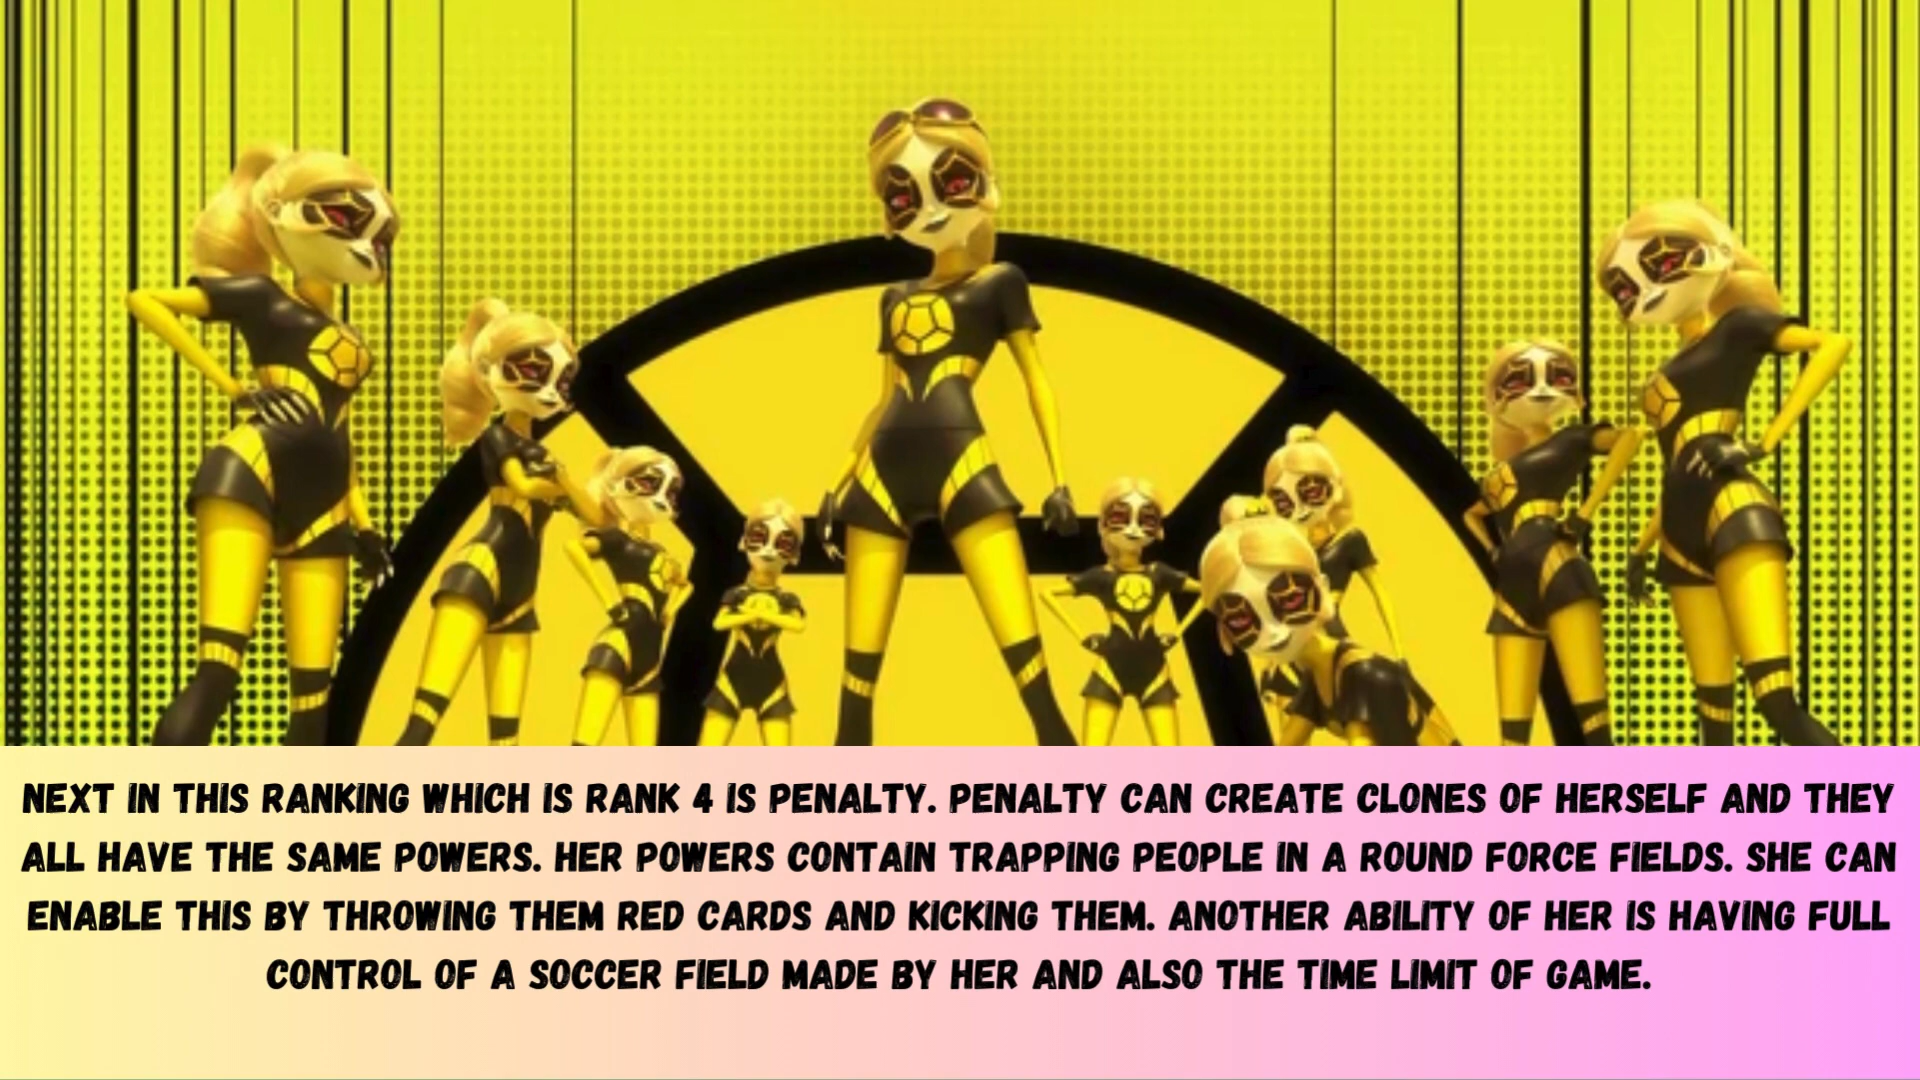 NEXT IN THIS RANKING WHICH IS RANK 4 IS PENALTY. PENALTY CAN CREATE CLONES OF HERSELF AND THEY
ALL HAVE THE SAME POWERS. HER POWERS CONTAIN TRAPPING PEOPLE IN A ROUND FORCE FIELDS. SHE CAN
ENABLE THIS BY THROWING THEM RED CARDS AND KICKING THEM. ANOTHER ABILITY OF HER IS HAVING FULL
CONTROL OF A SOCCER FIELD MADE BY HER AND ALSO THE TIME LIMIT OF GAME.